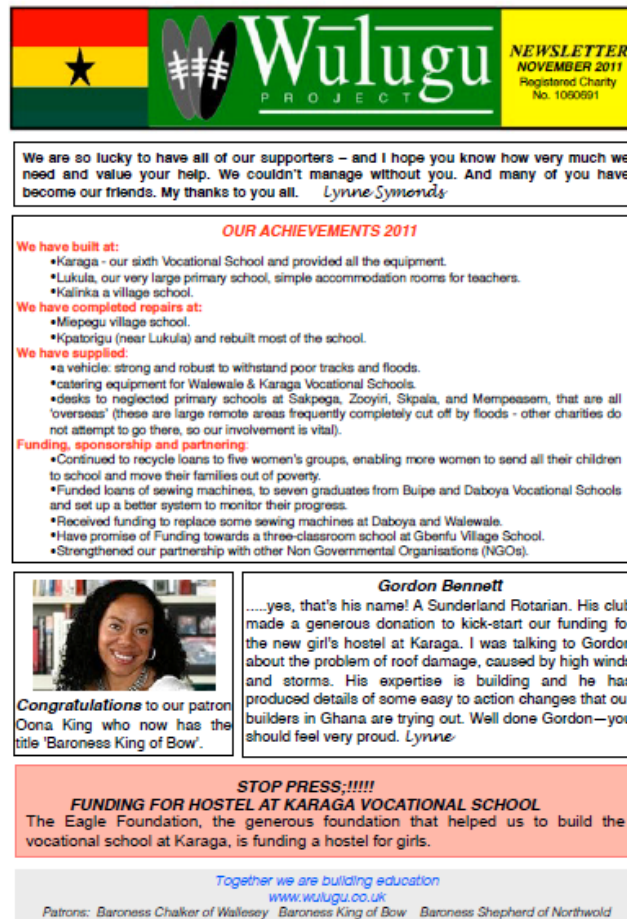 Wulugu
PROJECT
NEWSLETTER
NOVEMBER 2011
Registered Charity
No. 1060691
We are so lucky to have all of our supporters – and I hope you know how very much we
need and value your help. We couldn't manage without you. And many of you have
become our friends. My thanks to you all. Lynne Symonds
OUR ACHIEVEMENTS 2011
We have built at:
•Karaga - our sixth Vocational School and provided all the equipment.
•Lukula, our very large primary school, simple accommodation rooms for teachers.
•Kalinka a village school.
We have completed repairs at:
•Miepegu village school.
•Kpatorigu (near Lukula) and rebuilt most of the school.
We have supplied:
•a vehicle: strong and robust to withstand poor tracks and floods.
•catering equipment for Walewale & Karaga Vocational Schools.
•desks to neglected primary schools at Sakpega, Zooyiri, Skpala, and Mempeasem, that are all
'overseas' (these are large remote areas frequently completely cut off by floods - other charities do
not attempt to go there, so our involvement is vital).
Funding, sponsorship and partnering:
•Continued to recycle loans to five women's groups, enabling more women to send all their children
to school and move their families out of poverty.
•Funded loans of sewing machines, to seven graduates from Buipe and Daboya Vocational Schools
and set up a better system to monitor their progress.
•Received funding to replace some sewing machines at Daboya and Walewale.
•Have promise of Funding towards a three-classroom school at Gbenfu Village School.
•Strengthened our partnership with other Non Governmental Organisations (NGOs).
Congratulations to our patron
Oona King who now has the
title 'Baroness King of Bow'.
Gordon Bennett
.....yes, that's his name! A Sunderland Rotarian. His club
made a generous donation to kick-start our funding fo
the new girl's hostel at Karaga. I was talking to Gordon
about the problem of roof damage, caused by high winds
and storms. His expertise is building and he has
produced details of some easy to action changes that ou
builders in Ghana are trying out. Well done Gordon—you
should feel very proud. Lynne
STOP PRESS;!!!!!
FUNDING FOR HOSTEL AT KARAGA VOCATIONAL SCHOOL
The Eagle Foundation, the generous foundation that helped us to build the
vocational school at Karaga, is funding a hostel for girls.
Together we are building education
www.wulugu.co.uk
Patrons: Baroness Chalker of Wallesey Baroness King of Bow Baroness Shepherd of Northwold